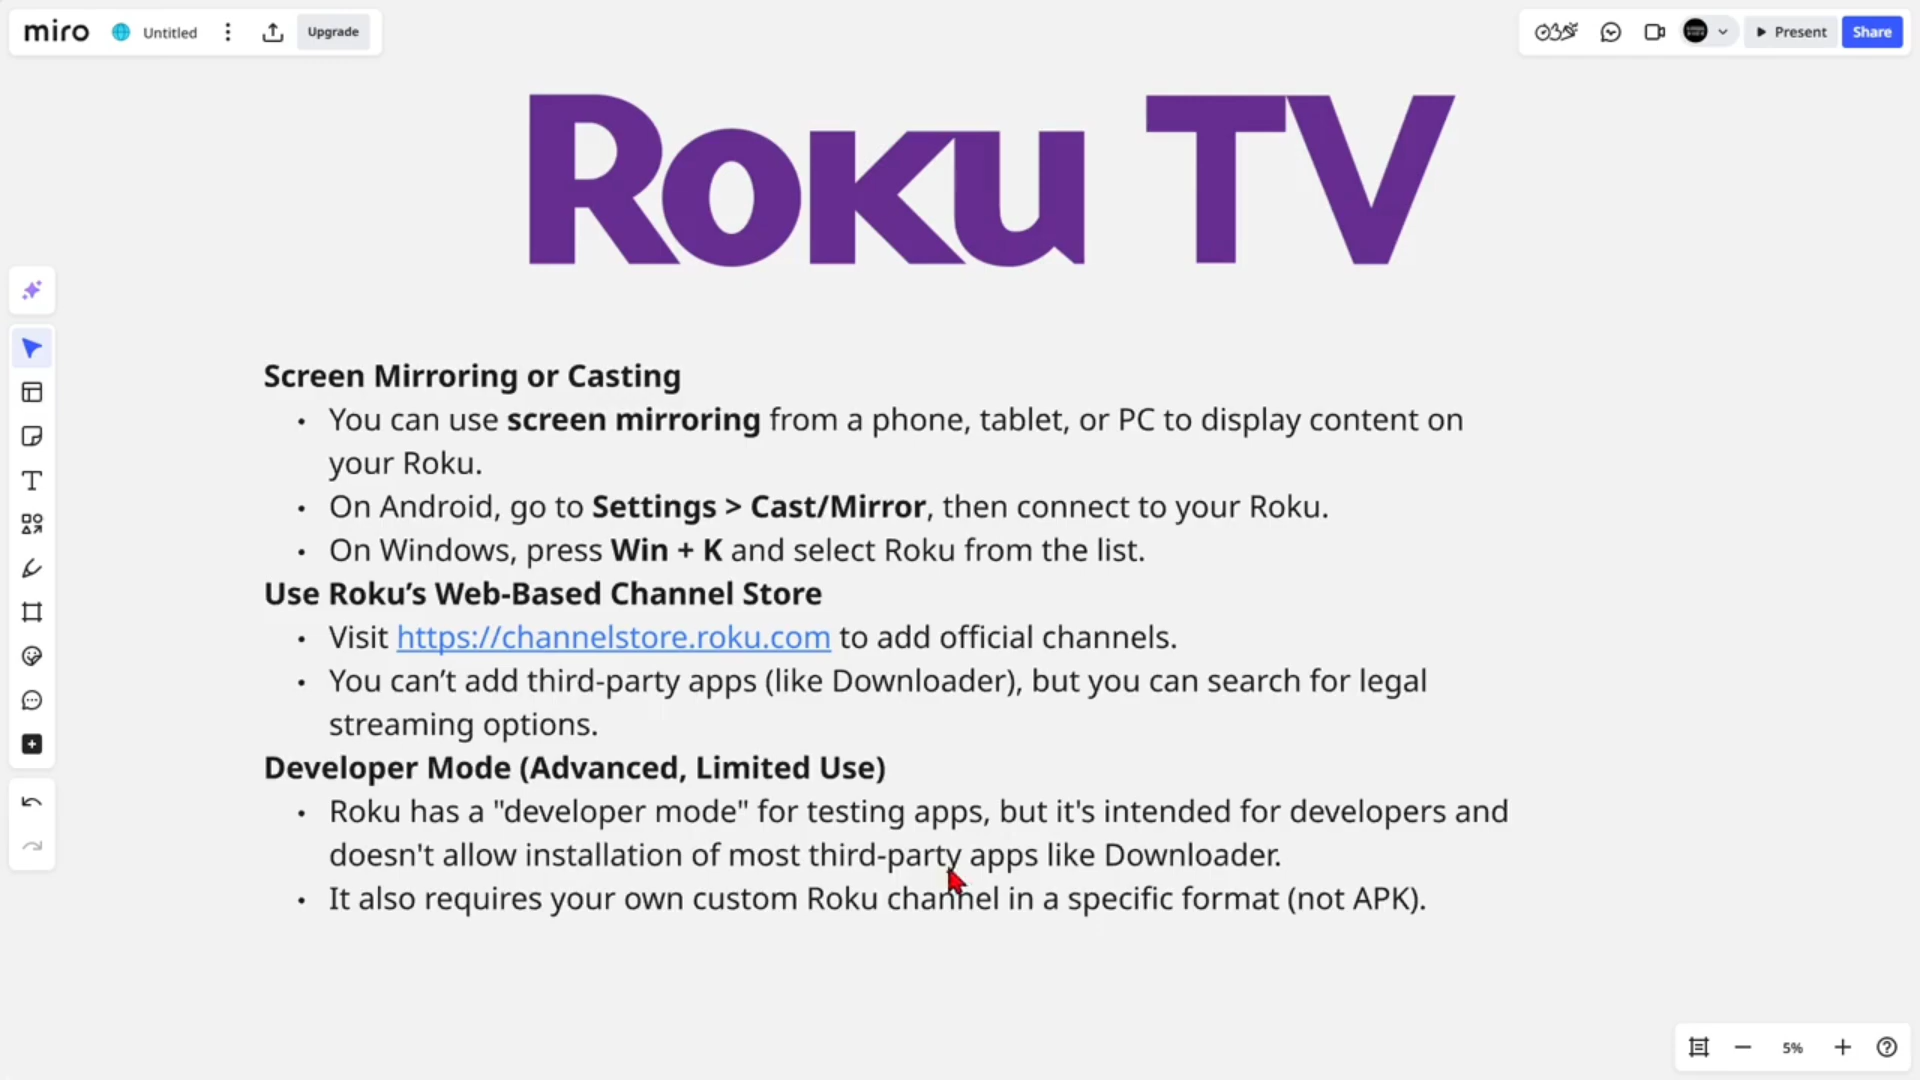 miro
Untitled
Upgrade
Present
Share
Roku TV
Screen Mirroring or Casting
• You can use screen mirroring from a phone, tablet, or PC to display content on
your Roku.
• On Android, go to Settings > Cast/Mirror, then connect to your Roku.
• On Windows, press Win + K and select Roku from the list.
Use Roku’s Web-Based Channel Store
• Visit https://channelstore.roku.com to add official channels.
• You can’t add third-party apps (like Downloader), but you can search for legal
streaming options.
Developer Mode (Advanced, Limited Use)
• Roku has a "developer mode" for testing apps, but it's intended for developers and
doesn't allow installation of most third-party apps like Downloader.
• It also requires your own custom Roku channel in a specific format (not APK).
5%